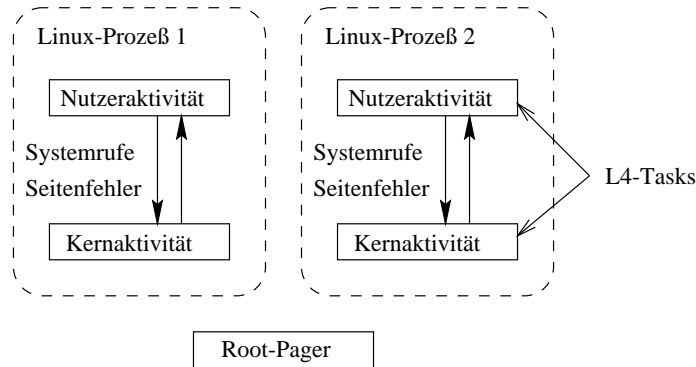 Linux-Prozeß 1
Nutzeraktivität
Systemrufe
Seitenfehler
Kernaktivität
Linux-Prozeß 2
Nutzeraktivität
Systemrufe
Seitenfehler
Kernaktivität
L4-Tasks
Root-Pager